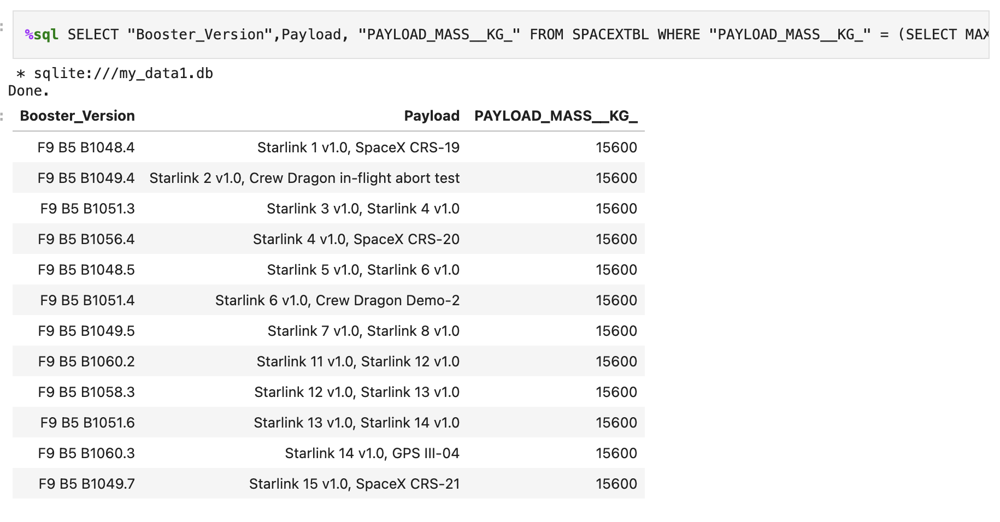 %sql SELECT "Booster_Version",Payload, "PAYLOAD_MASS__KG_" FROM SPACEXTBL WHERE "PAYLOAD_MASS__KG_" = (SELECT MAX
* sqlite:///my_data1.db
Done.
Booster_Version Payload PAYLOAD_MASS__KG_
F9 B5 B1048.4 Starlink 1 v1.0, SpaceX CRS-19 15600
F9 B5 B1049.4 Starlink 2 v1.0, Crew Dragon in-flight abort test 15600
F9 B5 B1051.3 Starlink 3 v1.0, Starlink 4 v1.0 15600
F9 B5 B1056.4 Starlink 4 v1.0, SpaceX CRS-20 15600
F9 B5 B1048.5 Starlink 5 v1.0, Starlink 6 v1.0 15600
F9 B5 B1051.4 Starlink 6 v1.0, Crew Dragon Demo-2 15600
F9 B5 B1049.5 Starlink 7 v1.0, Starlink 8 v1.0 15600
F9 B5 B1060.2 Starlink 11 v1.0, Starlink 12 v1.0 15600
F9 B5 B1058.3 Starlink 12 v1.0, Starlink 13 v1.0 15600
F9 B5 B1051.6 Starlink 13 v1.0, Starlink 14 v1.0 15600
F9 B5 B1060.3 Starlink 14 v1.0, GPS III-04 15600
F9 B5 B1049.7 Starlink 15 v1.0, SpaceX CRS-21 15600